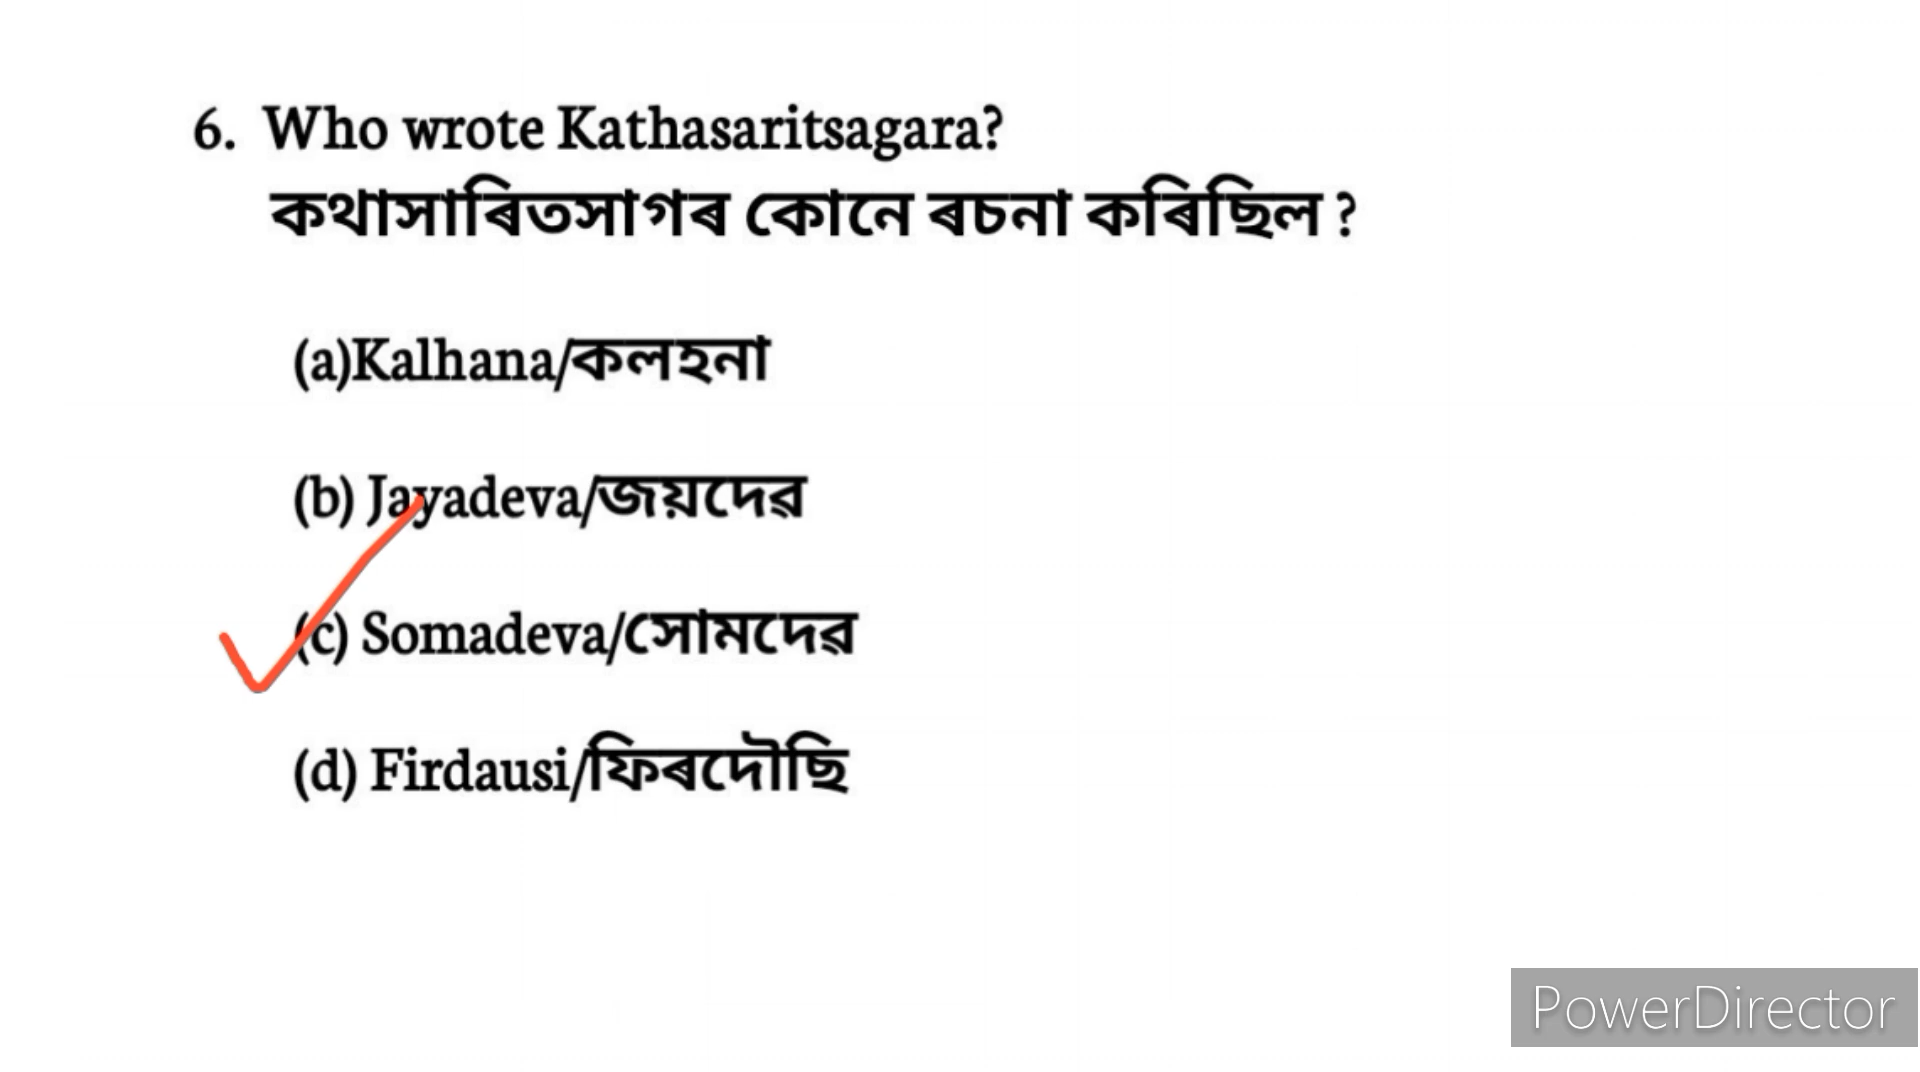 6. Who wrote Kathasaritsagara?
কথাসাৰিতসাগৰ কোনে ৰচনা কৰিছিল ?
(a)Kalhana/কলহনা
(b) Jayadeva/জয়দেৱ
(c) Somadeva/সোমদেৱ
(d) Firdausi/ফিৰদৌছি
PowerDirector